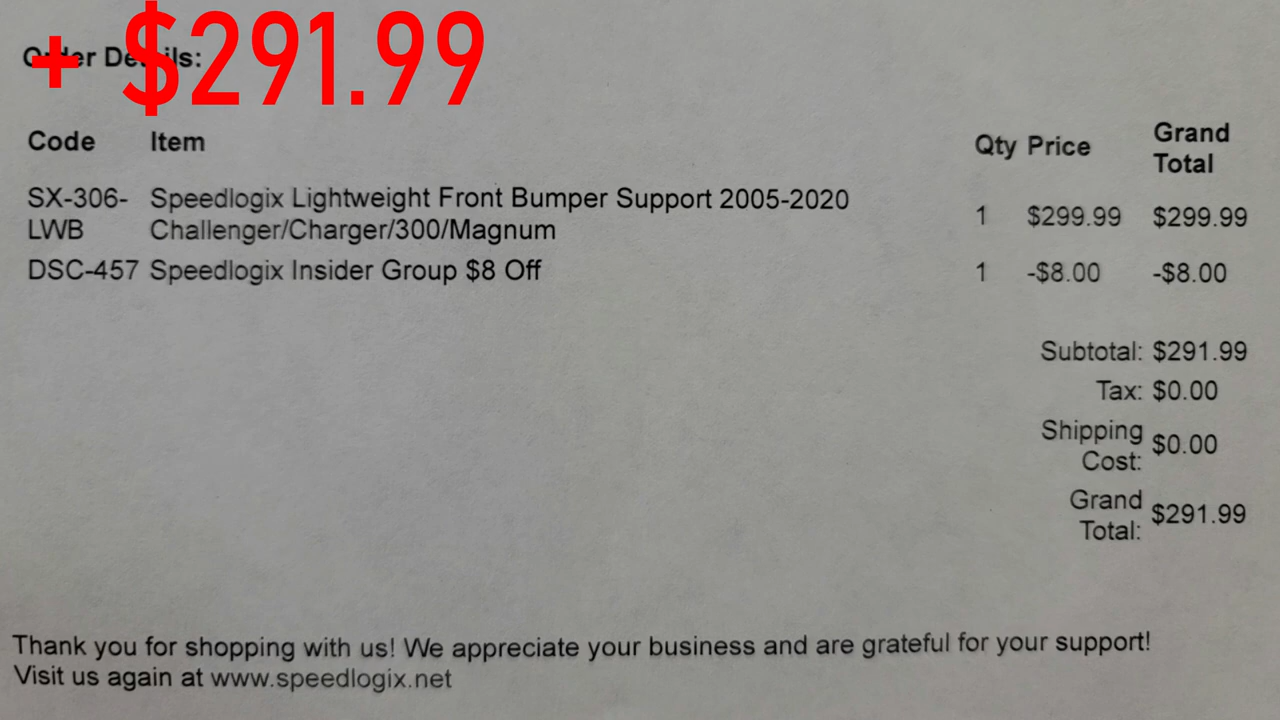 + $291.99
Order Details:
Code Item Qty Price Grand Total
SX-306-LWB Speedlogix Lightweight Front Bumper Support 2005-2020 Challenger/Charger/300/Magnum 1 $299.99 $299.99
DSC-457 Speedlogix Insider Group $8 Off 1 -$8.00 -$8.00
Subtotal: $291.99
Tax: $0.00
Shipping Cost: $0.00
Grand Total: $291.99
Thank you for shopping with us! We appreciate your business and are grateful for your support!
Visit us again at www.speedlogix.net